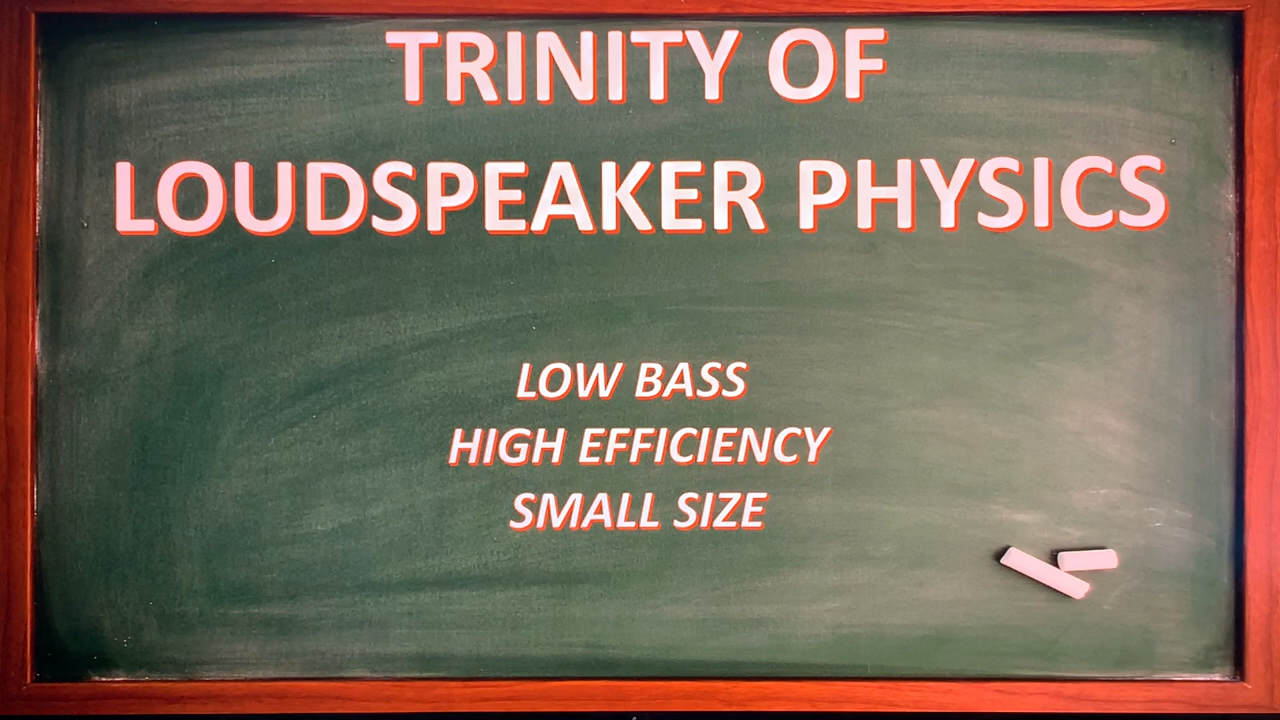 TRINITY OF
LOUDSPEAKER PHYSICS
LOW BASS
HIGH EFFICIENCY
SMALL SIZE